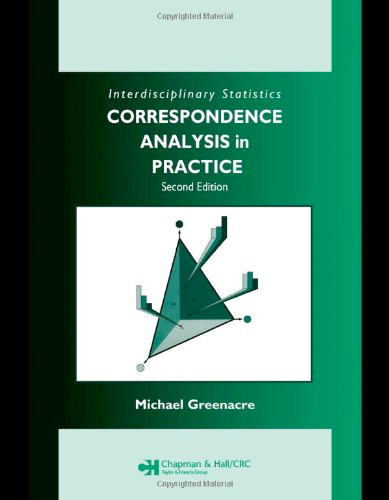 Copyrighted Material
Interdisciplinary Statistics
CORRESPONDENCE
ANALYSIS in
PRACTICE
Second Edition
Michael Greenacre
CH Chapman & Hall/CRC
Taylor & Francis Group
Copyrighted Material